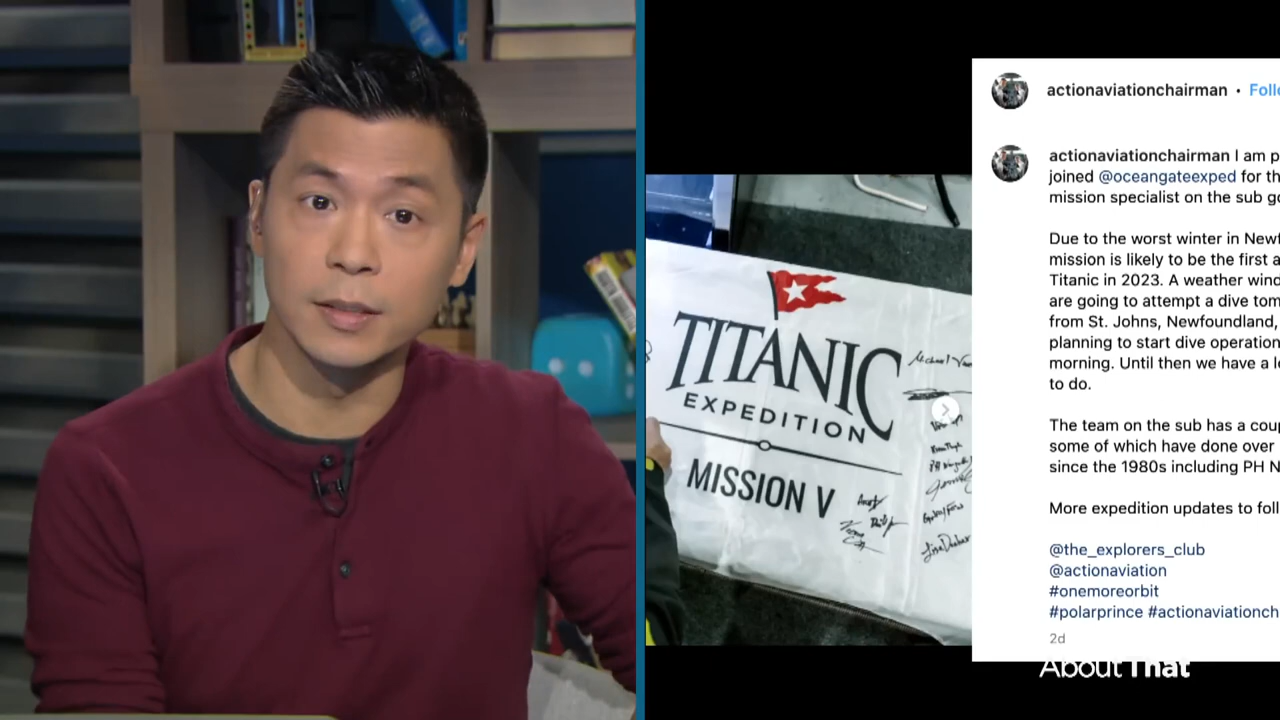 actionaviationchairman • Follo
actionaviationchairman I am p
joined @oceangateexped for th
mission specialist on the sub go
Due to the worst winter in Newf
mission is likely to be the first a
Titanic in 2023. A weather wind
are going to attempt a dive tom
from St. Johns, Newfoundland,
planning to start dive operation
morning. Until then we have a lo
to do.
The team on the sub has a coup
some of which have done over
since the 1980s including PH N
More expedition updates to foll
@the_explorers_club
@actionaviation
#onemoreorbit
#polarprince #actionaviationch
2d
TITANIC
EXPEDITION
MISSION V
About That